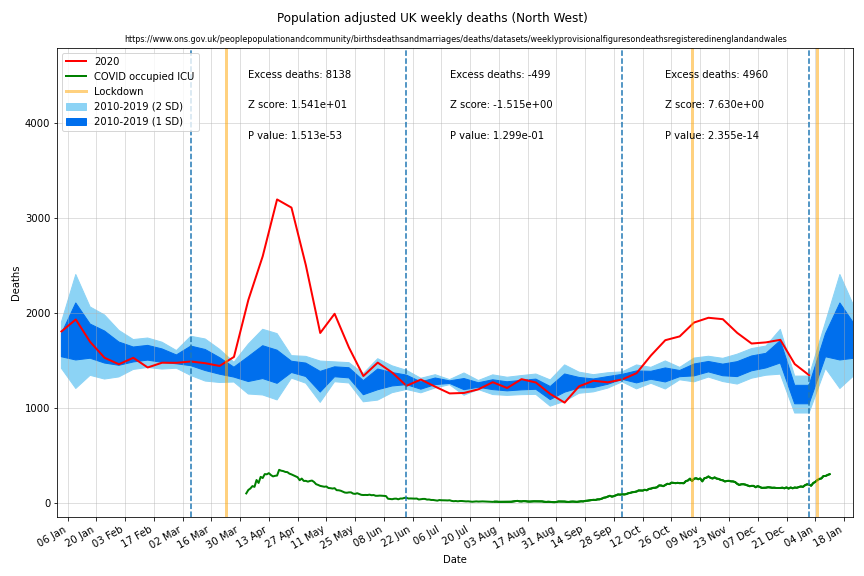 Population adjusted UK weekly deaths (North West)
https://www.ons.gov.uk/peoplepopulationandcommunity/birthsdeathsandmarriages/deaths/datasets/weeklyprovisionalfiguresondeathsregisteredinenglandandwales
2020
COVID occupied ICU
Lockdown
2010-2019 (2 SD)
2010-2019 (1 SD)
Excess deaths: 8138
Z score: 1.541e+01
P value: 1.513e-53
Excess deaths: -499
Z score: -1.515e+00
P value: 1.299e-01
Excess deaths: 4960
Z score: 7.630e+00
P value: 2.355e-14
Deaths
4000
3000
2000
1000
0
06 Jan
20 Jan
03 Feb
17 Feb
02 Mar
16 Mar
30 Mar
13 Apr
27 Apr
11 May
25 May
08 Jun
22 Jun
06 Jul
20 Jul
03 Aug
17 Aug
31 Aug
14 Sep
28 Sep
12 Oct
26 Oct
09 Nov
23 Nov
07 Dec
21 Dec
04 Jan
18 Jan
Date